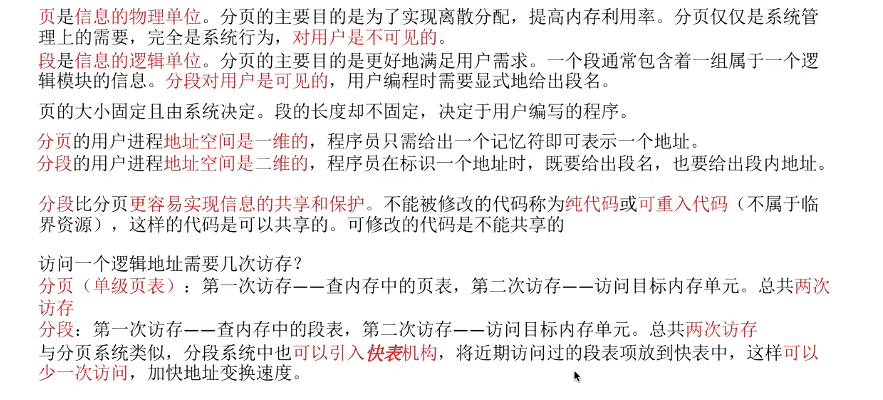 页是信息的物理单位。分页的主要目的是为了实现离散分配，提高内存利用率。分页仅仅是系统管
理上的需要，完全是系统行为，对用户是不可见的。
段是信息的逻辑单位。分页的主要目的是更好地满足用户需求。一个段通常包含着一组属于一个逻
辑模块的信息。分段对用户是可见的，用户编程时需要显式地给出段名。
页的大小固定且由系统决定。段的长度却不固定，决定于用户编写的程序。
分页的用户进程地址空间是一维的，程序员只需给出一个记忆符即可表示一个地址。
分段的用户进程地址空间是二维的，程序员在标识一个地址时，既要给出段名，也要给出段内地址。
分段比分页更容易实现信息的共享和保护。不能被修改的代码称为纯代码或可重入代码（不属于临
界资源），这样的代码是可以共享的。可修改的代码是不能共享的
访问一个逻辑地址需要几次访存？
分页（单级页表）：第一次访存——查内存中的页表，第二次访存——访问目标内存单元。总共两次
访存
分段：第一次访存——查内存中的段表，第二次访存——访问目标内存单元。总共两次访存
与分页系统类似，分段系统中也可以引入快表机构，将近期访问过的段表项放到快表中，这样可以
少一次访问，加快地址变换速度。